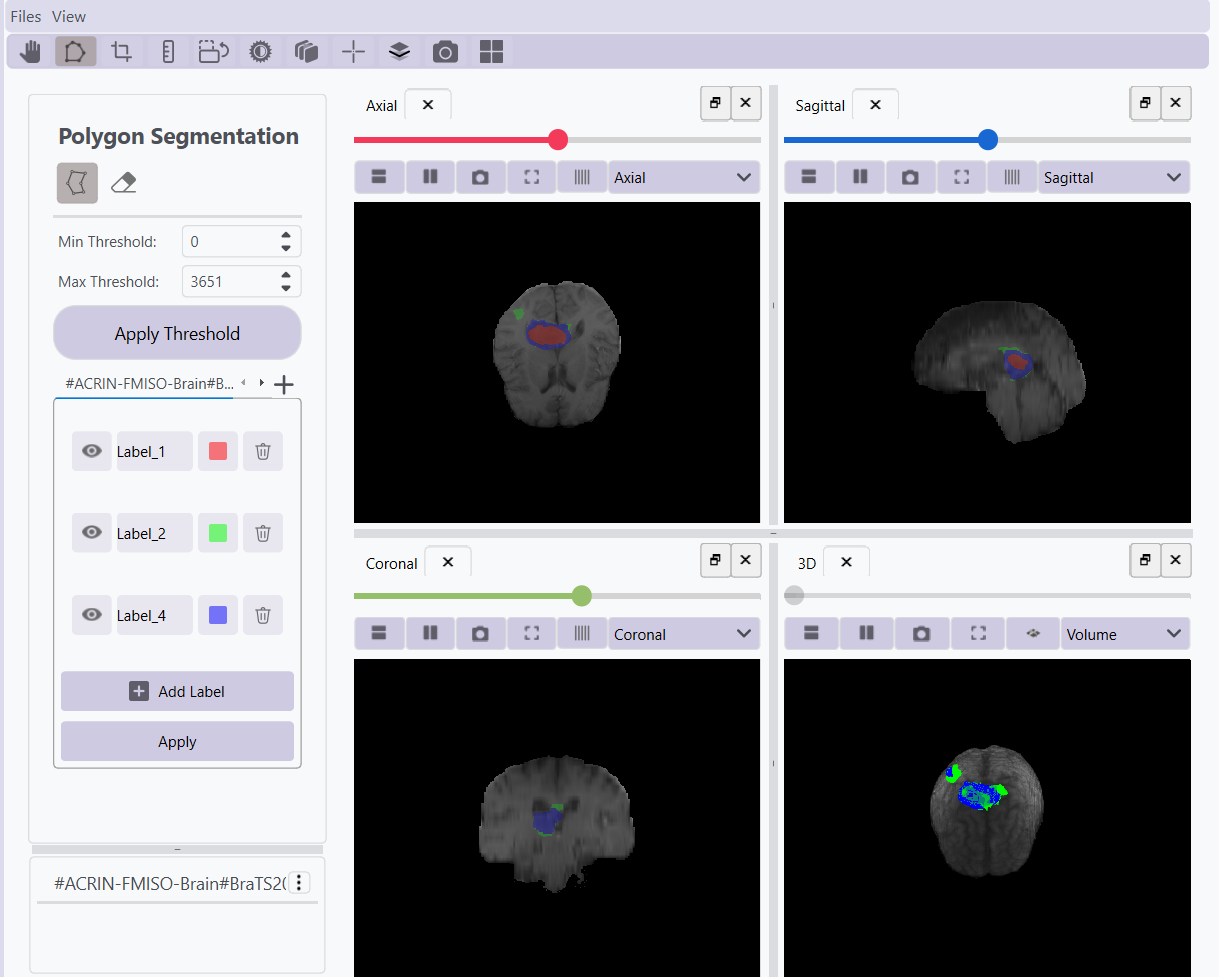 Files View
Polygon Segmentation
Min Threshold: 0
Max Threshold: 3651
Apply Threshold
#ACRIN-FMISO-Brain#B...
Label_1
Label_2
Label_4
Add Label
Apply
#ACRIN-FMISO-Brain#BraTS20
Axial
Axial
Sagittal
Sagittal
Coronal
Coronal
3D
Volume